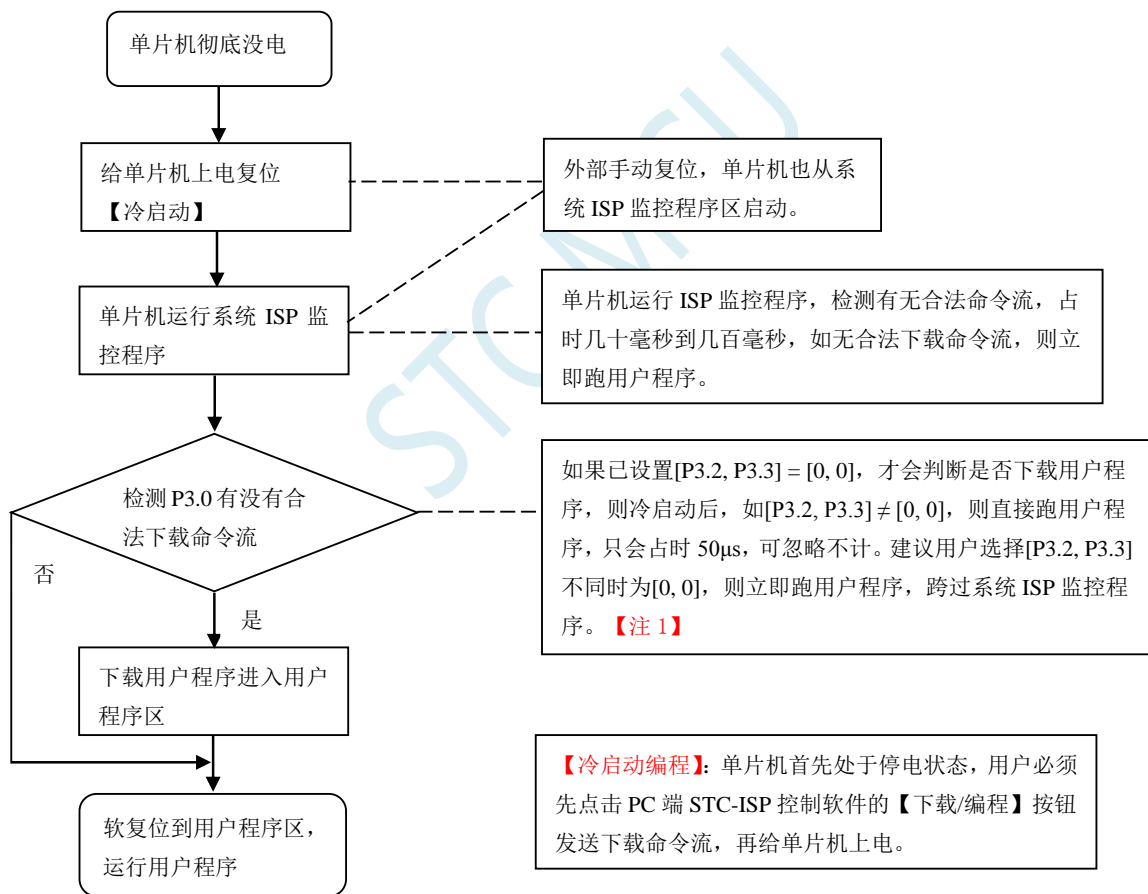 单片机彻底没电
给单片机上电复位
【冷启动】
外部手动复位，单片机也从系
统 ISP 监控程序区启动。
单片机运行系统 ISP 监
控程序
单片机运行 ISP 监控程序，检测有无合法命令流，占
时几十毫秒到几百毫秒，如无合法下载命令流，则立
即跑用户程序。
检测 P3.0 有没有合
法下载命令流
如果已设置[P3.2, P3.3] = [0, 0]，才会判断是否下载用户程
序，则冷启动后，如[P3.2, P3.3] ≠ [0, 0]，则直接跑用户程
序，只会占时 50μs，可忽略不计。建议用户选择[P3.2, P3.3]
不同时为[0, 0]，则立即跑用户程序，跨过系统 ISP 监控程
序。【注 1】
否
是
下载用户程序进入用户
程序区
【冷启动编程】：单片机首先处于停电状态，用户必须
先点击 PC 端 STC-ISP 控制软件的【下载/编程】按钮
发送下载命令流，再给单片机上电。
软复位到用户程序区，
运行用户程序
STC MCU